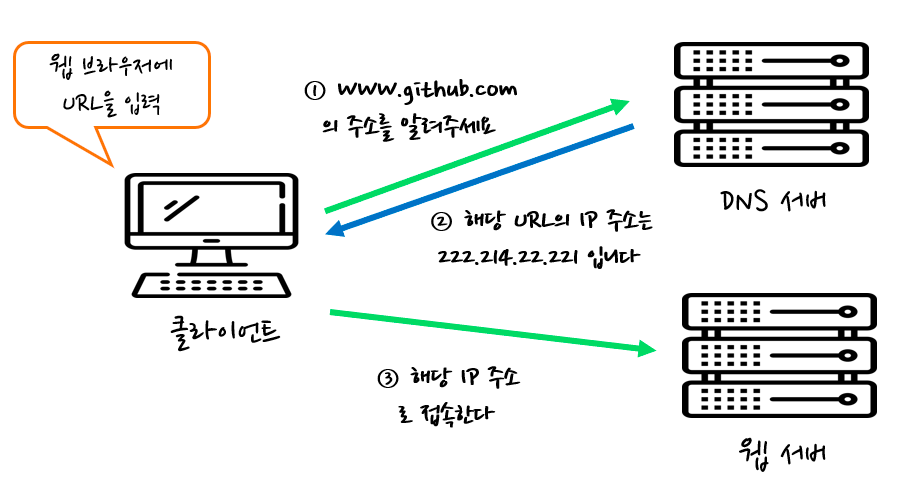 웹 브라우저에
URL을 입력
① www.github.com
의 주소를 알려주세요
DNS 서버
② 해당 URL의 IP 주소는
222.214.22.221 입니다
클라이언트
③ 해당 IP 주소
로 접속한다
웹 서버